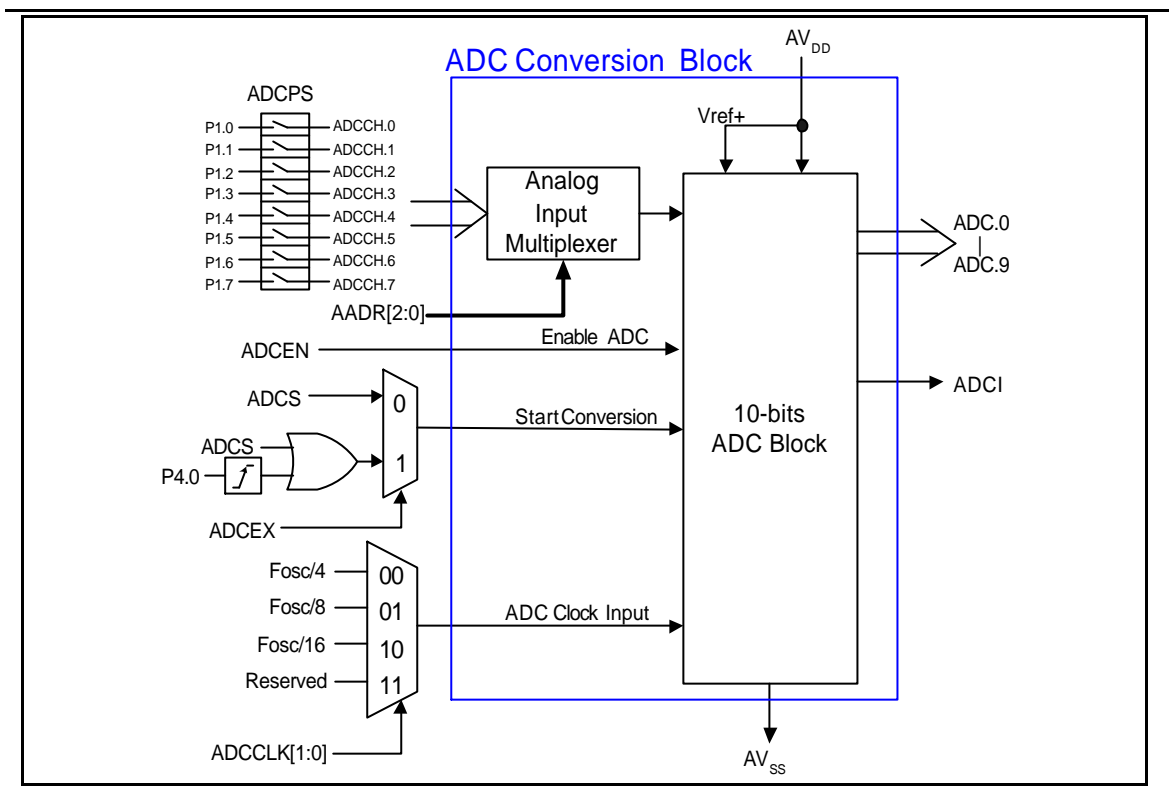 AVDD
ADC Conversion Block
ADCPS
Vref+
P1.0 ADCCH.0
P1.1 ADCCH.1
P1.2 ADCCH.2
P1.3 ADCCH.3
P1.4 ADCCH.4
P1.5 ADCCH.5
P1.6 ADCCH.6
P1.7 ADCCH.7
Analog
Input
Multiplexer
ADC.0
ADC.9
AADR[2:0]
Enable ADC
ADCEN
ADCI
ADCS
0
Start Conversion
10-bits
ADC Block
ADCS
1
P4.0
ADCEX
Fosc/4 00
Fosc/8 01
ADC Clock Input
Fosc/16 10
Reserved 11
ADCCLK[1:0]
AVSS